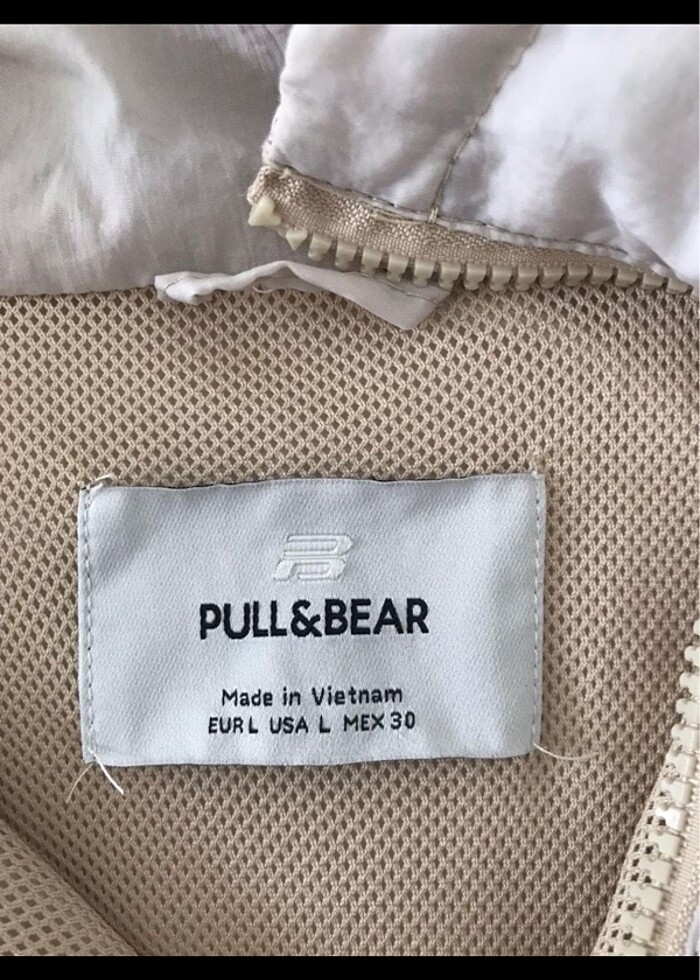 PULL&BEAR
Made in Vietnam
EUR L USA L MEX 30